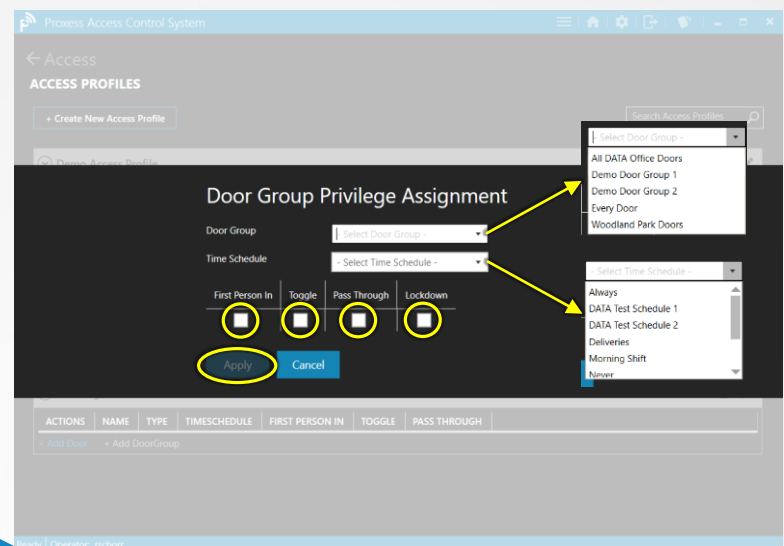 Proxess Access Control System
Access
ACCESS PROFILES
+ Create New Access Profile
Search Access Profiles
Demo Access Profile
Door Group Privilege Assignment
Door Group
- Select Door Group -
Time Schedule
- Select Time Schedule -
First Person In Toggle Pass Through Lockdown
Apply Cancel
- Select Door Group -
All DATA Office Doors
Demo Door Group 1
Demo Door Group 2
Every Door
Woodland Park Doors
- Select Time Schedule -
Always
DATA Test Schedule 1
DATA Test Schedule 2
Deliveries
Morning Shift
Never
ACTIONS NAME TYPE TIMESCHEDULE FIRST PERSON IN TOGGLE PASS THROUGH
+ Add Door + Add DoorGroup
Ready Operator: